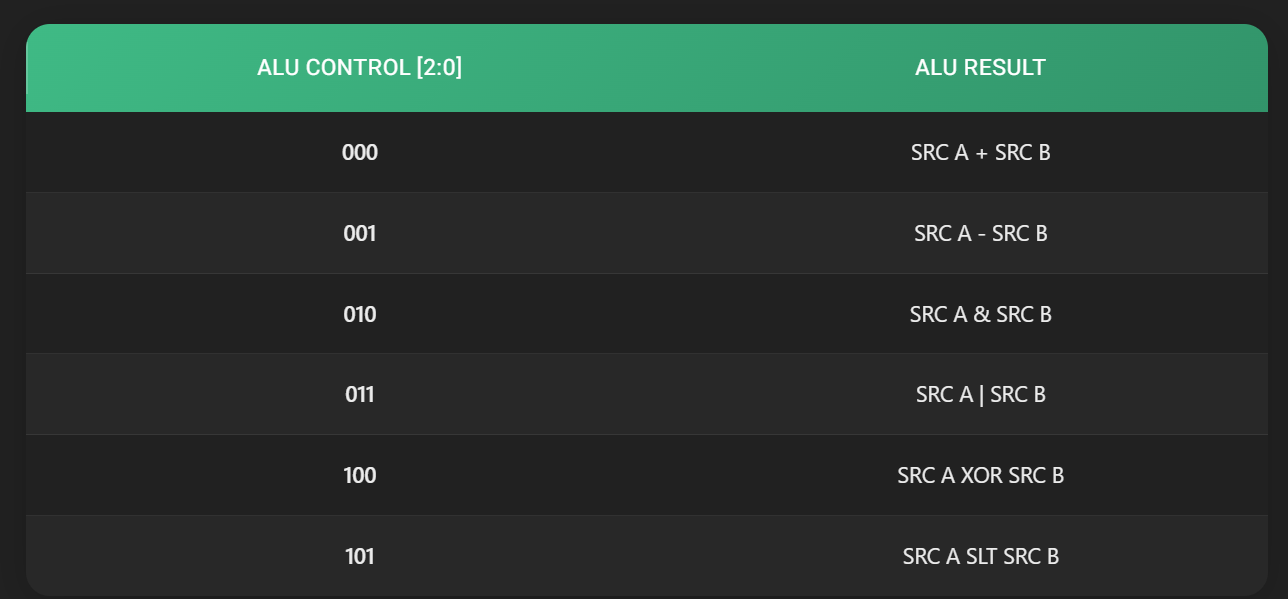 ALU CONTROL [2:0] ALU RESULT
000 SRC A + SRC B
001 SRC A - SRC B
010 SRC A & SRC B
011 SRC A | SRC B
100 SRC A XOR SRC B
101 SRC A SLT SRC B